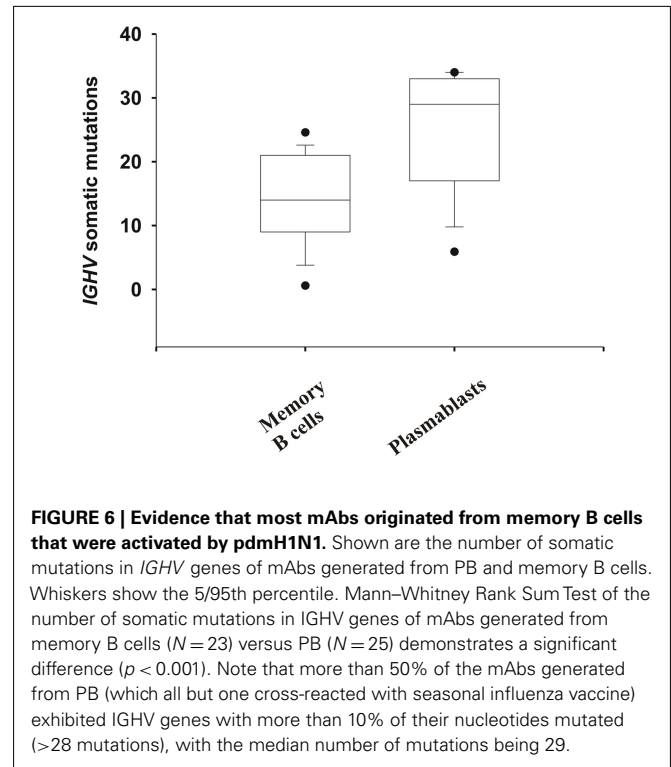 40
30
20
10
0
IGHV somatic mutations
Memory
B cells
Plasmablasts
FIGURE 6 | Evidence that most mAbs originated from memory B cells
that were activated by pdmH1N1. Shown are the number of somatic
mutations in IGHV genes of mAbs generated from PB and memory B cells.
Whiskers show the 5/95th percentile. Mann–Whitney Rank Sum Test of the
number of somatic mutations in IGHV genes of mAbs generated from
memory B cells (N = 23) versus PB (N = 25) demonstrates a significant
difference (p < 0.001). Note that more than 50% of the mAbs generated
from PB (which all but one cross-reacted with seasonal influenza vaccine)
exhibited IGHV genes with more than 10% of their nucleotides mutated
(>28 mutations), with the median number of mutations being 29.